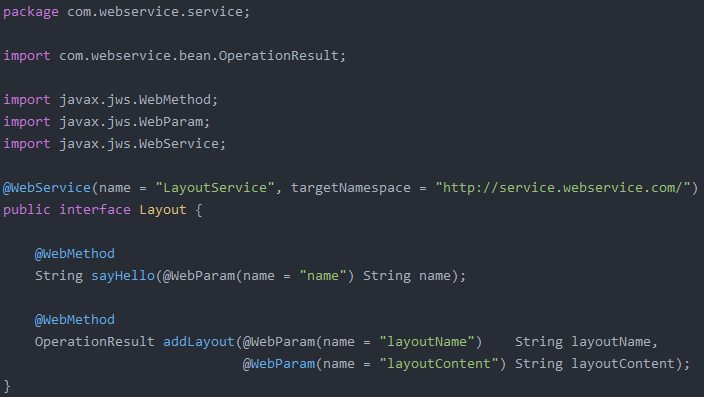 package com.webservice.service;
import com.webservice.bean.OperationResult;
import javax.jws.WebMethod;
import javax.jws.WebParam;
import javax.jws.WebService;
@WebService(name = "LayoutService", targetNamespace = "http://service.webservice.com/")
public interface Layout {
@WebMethod
String sayHello(@WebParam(name = "name") String name);
@WebMethod
OperationResult addLayout(@WebParam(name = "layoutName")    String layoutName,
@WebParam(name = "layoutContent") String layoutContent);
}